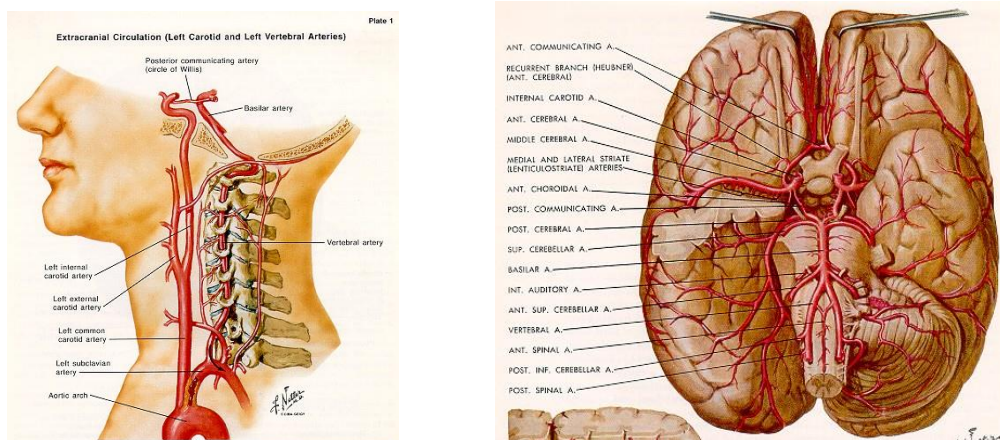 Plate 1
Extracranial Circulation (Left Carotid and Left Vertebral Arteries)
Posterior communicating artery
(circle of Willis)
Basilar artery
Vertebral artery
Left internal
carotid artery
Left external
carotid artery
Left common
carotid artery
Left subclavian
artery
Aortic arch
F. Netter
M.D.
ANT. COMMUNICATING A.
RECURRENT BRANCH (HEUBNER)
(ANT. CEREBRAL)
INTERNAL CAROTID A.
ANT. CEREBRAL A.
MIDDLE CEREBRAL A.
MEDIAL AND LATERAL STRIATE
(LENTICULOSTRIATE) ARTERIES
ANT. CHOROIDAL A.
POST. COMMUNICATING A.
POST. CEREBRAL A.
SUP. CEREBELLAR A.
BASILAR A.
INT. AUDITORY A.
ANT. SUP. CEREBELLAR A.
VERTEBRAL A.
ANT. SPINAL A.
POST. INF. CEREBELLAR A.
POST. SPINAL A.